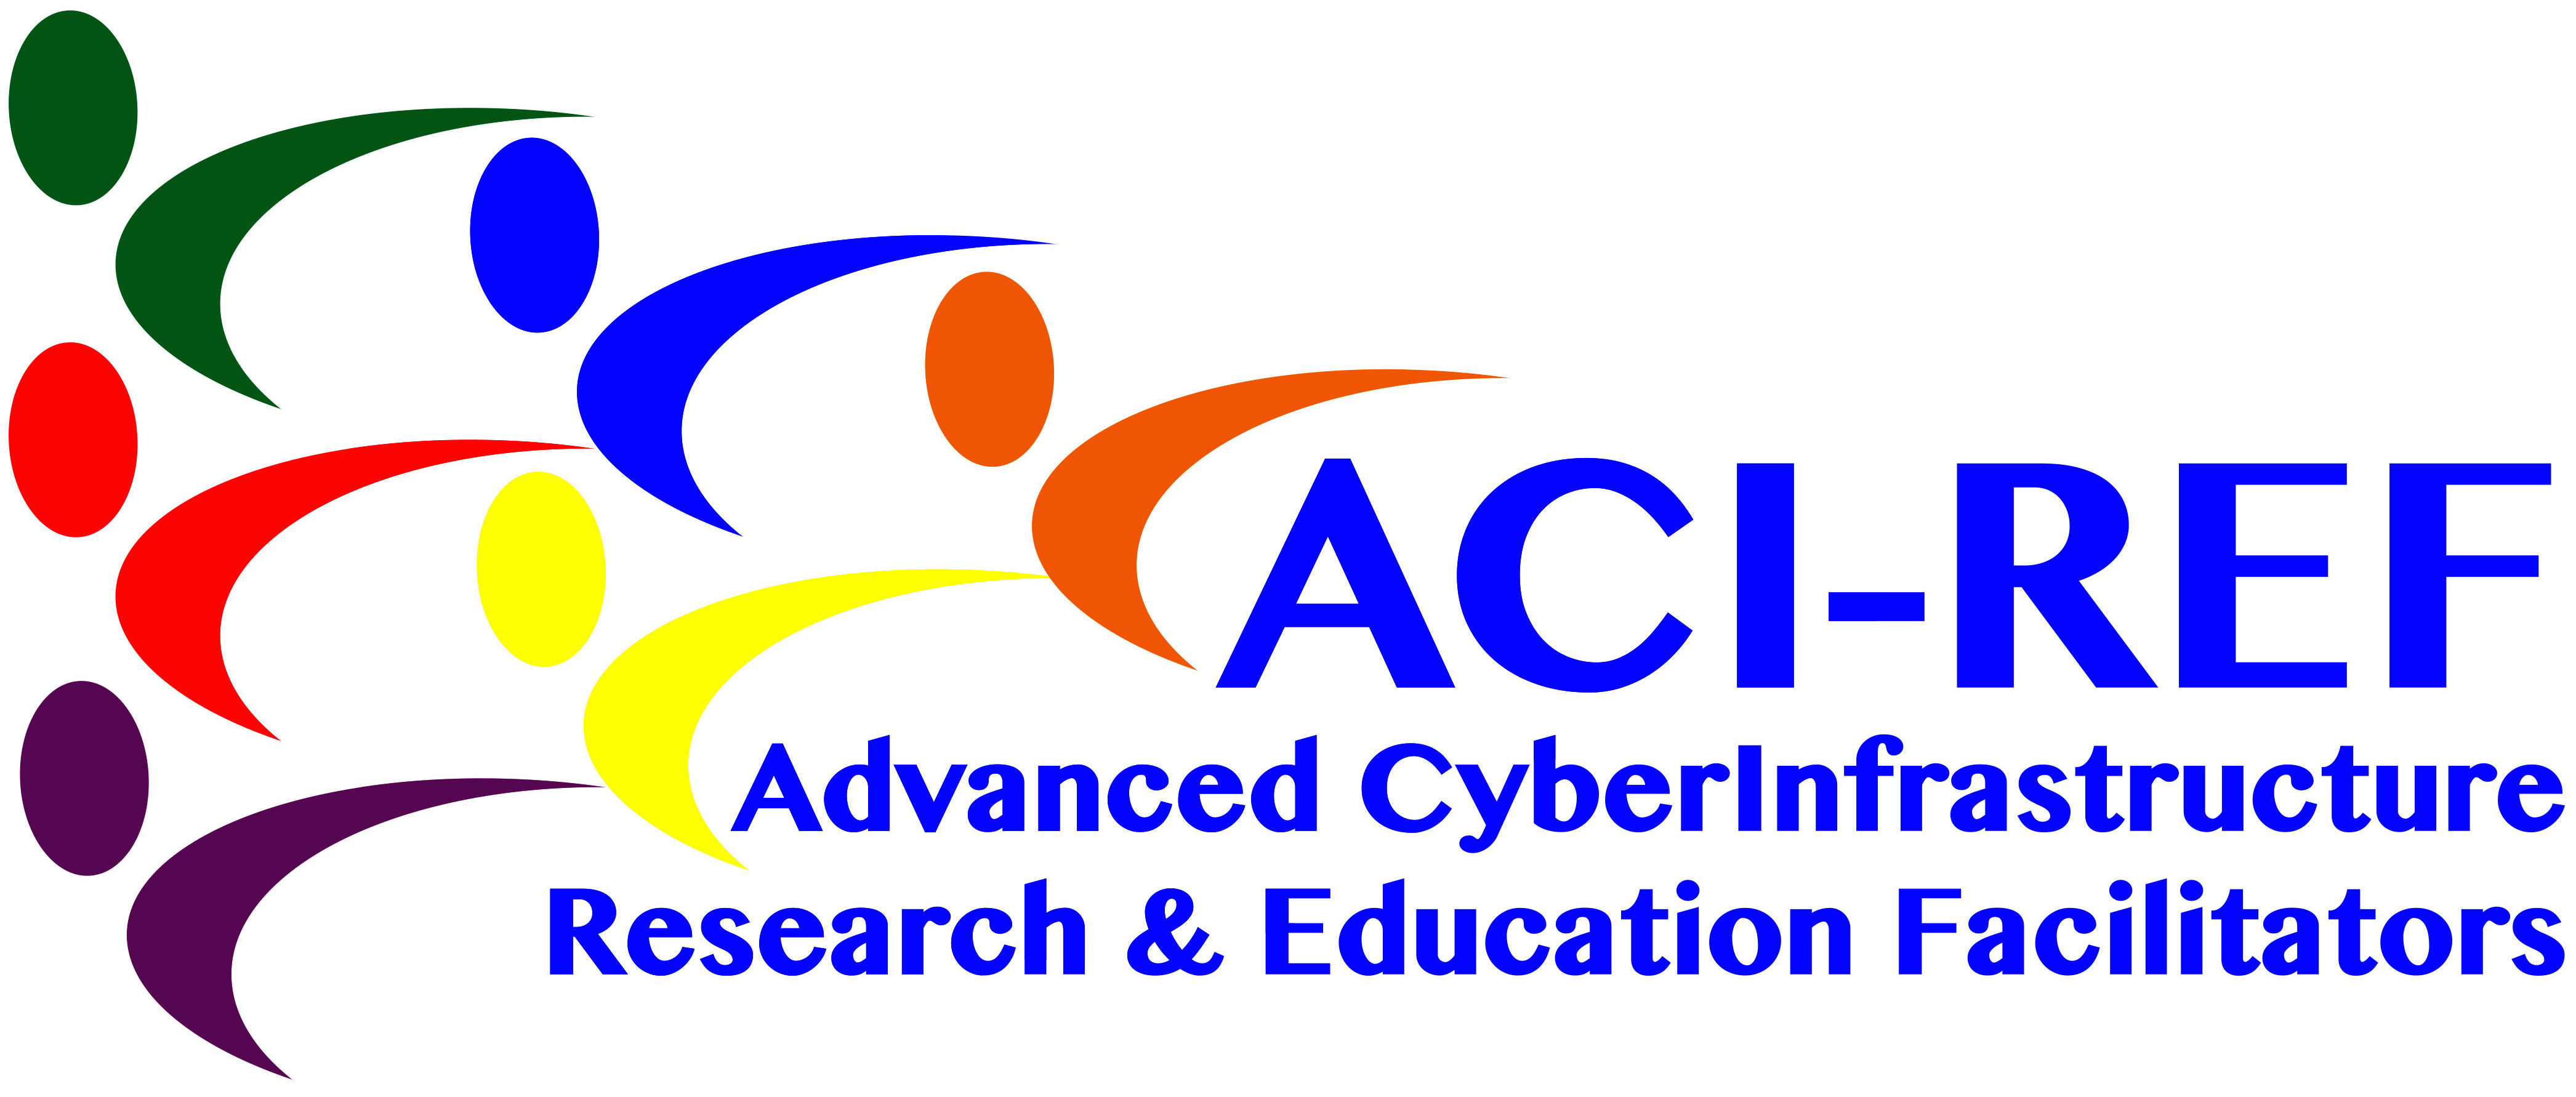 ACI-REF
Advanced CyberInfrastructure
Research & Education Facilitators